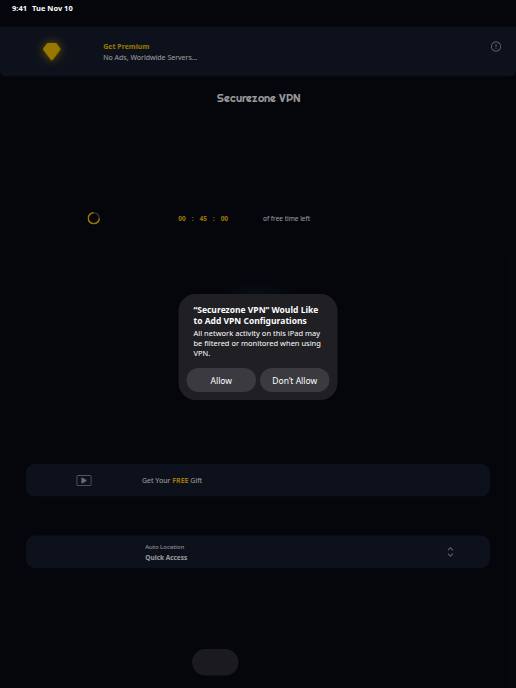 9:41 Tue Nov 10
Get Premium
No Ads, Worldwide Servers...
Securezone VPN
00 : 45 : 00 of free time left
"Securezone VPN" Would Like
to Add VPN Configurations
All network activity on this iPad may
be filtered or monitored when using
VPN.
Allow Don't Allow
Get Your FREE Gift
Auto Location
Quick Access